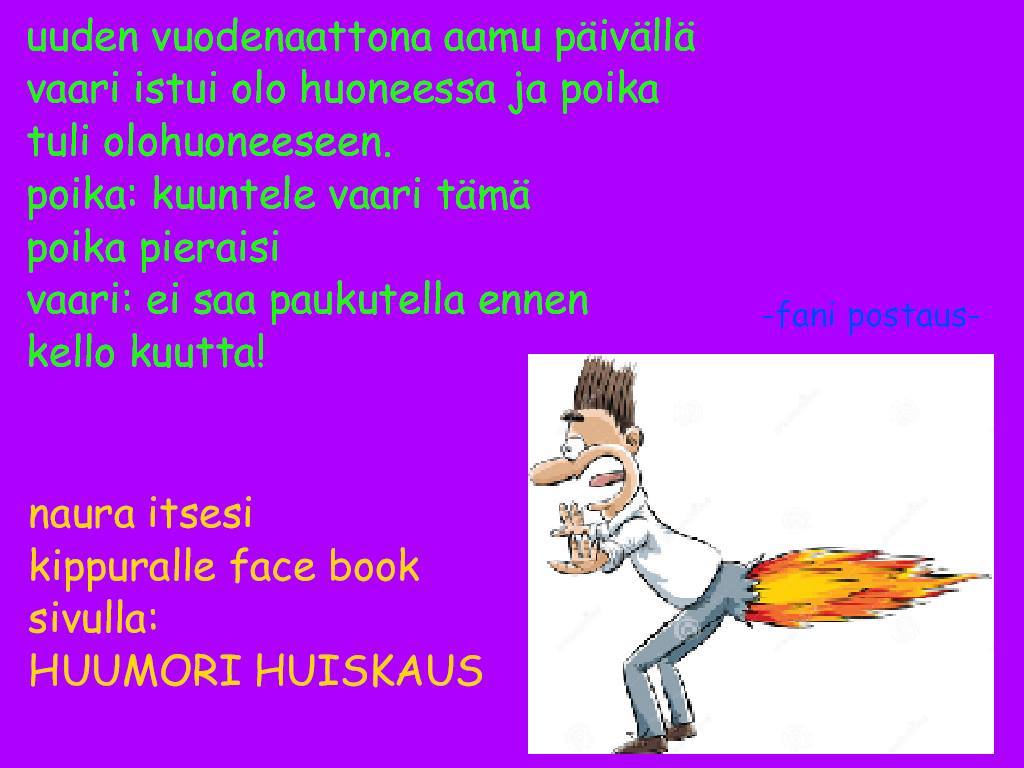 uuden vuodenaattona aamu päivällä
vaari istui olo huoneessa ja poika
tuli olohuoneeseen.
poika: kuuntele vaari tämä
poika pieraisi
vaari: ei saa paukutella ennen
kello kuutta!
-fani postaus-
naura itsesi
kippuralle face book
sivulla:
HUUMORI HUISKAUS